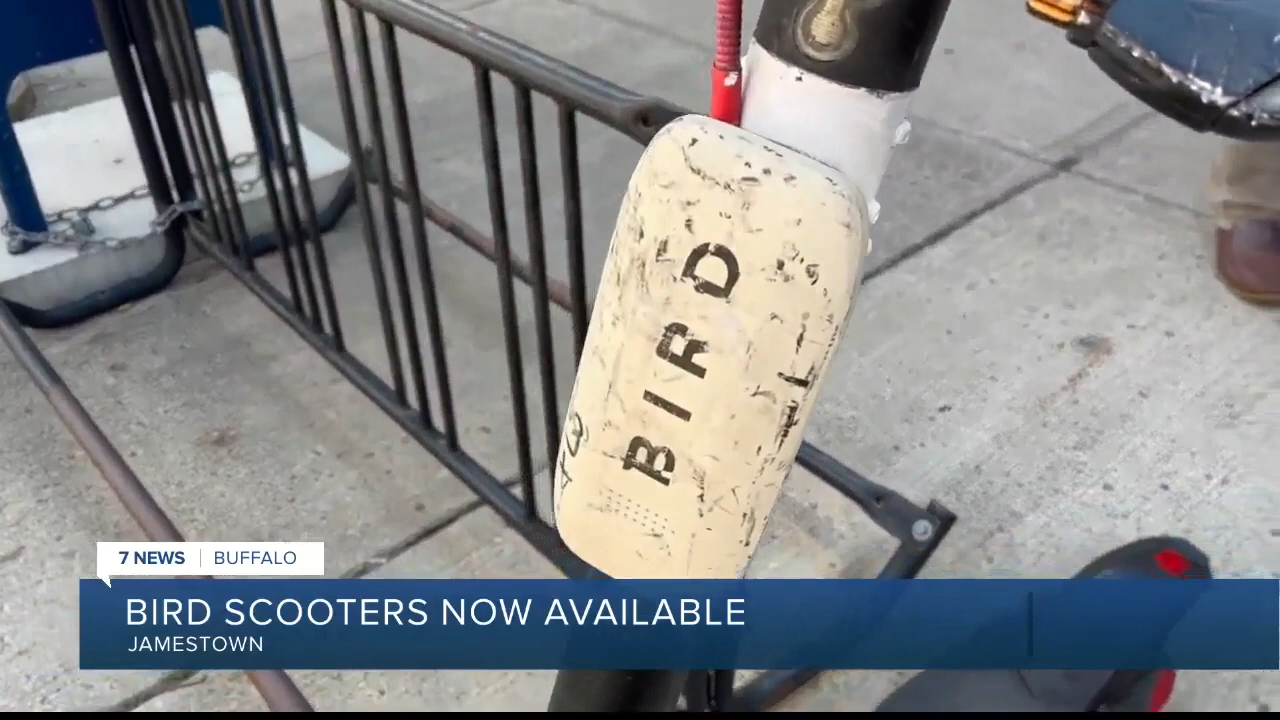 BIRD
7 NEWS | BUFFALO
BIRD SCOOTERS NOW AVAILABLE
JAMESTOWN